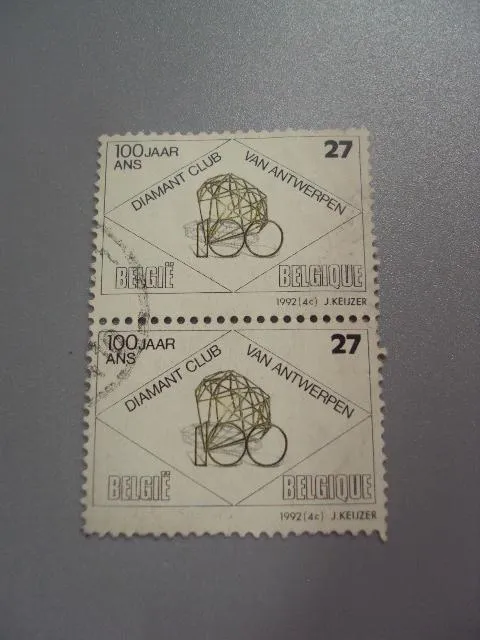 100 JAAR
ANS
27
DIAMANT CLUB
VAN ANTWERPEN
100
BELGIË
BELGIQUE
1992 (4c) J.KEIJZER
100 JAAR
ANS
27
DIAMANT CLUB
VAN ANTWERPEN
100
BELGIË
BELGIQUE
1992 (4c) J.KEIJZER